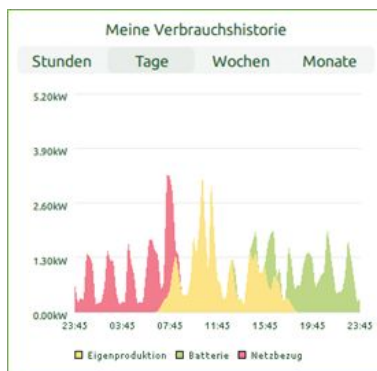 Meine Verbrauchshistorie
Stunden Tage Wochen Monate
5.20kW
3.90kW
2.60kW
1.30kW
0.00kW
23:45 03:45 07:45 11:45 15:45 19:45 23:45
Eigenproduktion Batterie Netzbezug